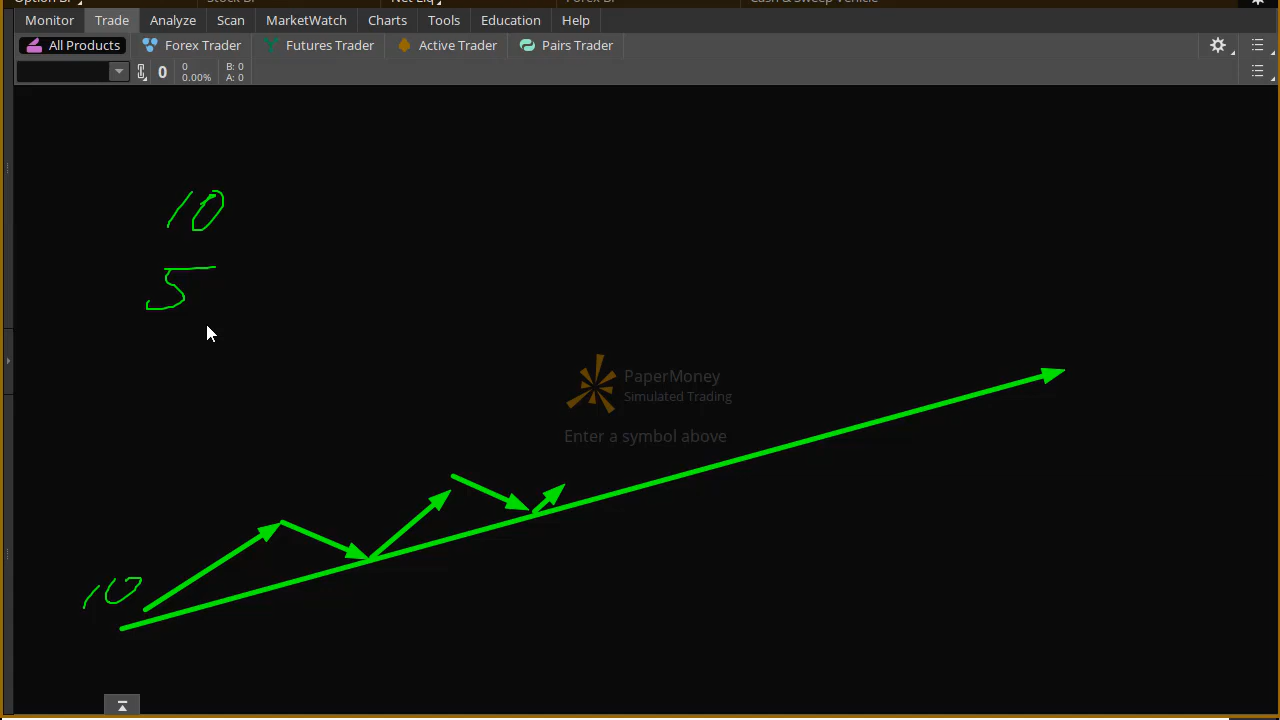 Monitor Trade Analyze Scan MarketWatch Charts Tools Education Help
All Products Forex Trader Futures Trader Active Trader Pairs Trader
0 0 B: 0
0.00% A: 0
10
5
PaperMoney
Simulated Trading
Enter a symbol above
10